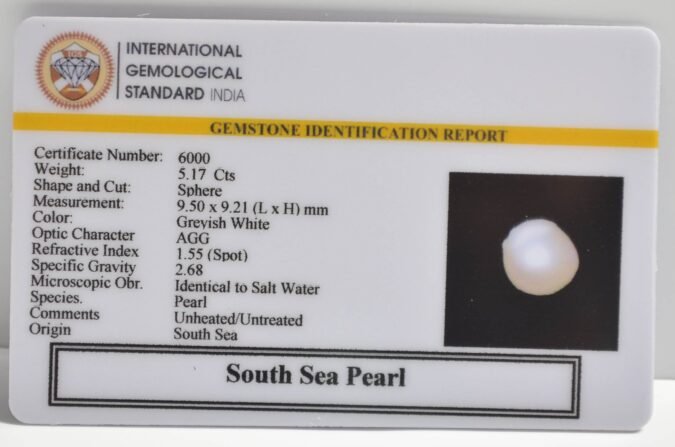 IGS
INTERNATIONAL
GEMOLOGICAL
STANDARD INDIA
GEMSTONE IDENTIFICATION REPORT
Certificate Number: 6000
Weight: 5.17 Cts
Shape and Cut: Sphere
Measurement: 9.50 x 9.21 (L x H) mm
Color: Greyish White
Optic Character AGG
Refractive Index 1.55 (Spot)
Specific Gravity 2.68
Microscopic Obr. Identical to Salt Water
Species. Pearl
Comments Unheated/Untreated
Origin South Sea
South Sea Pearl